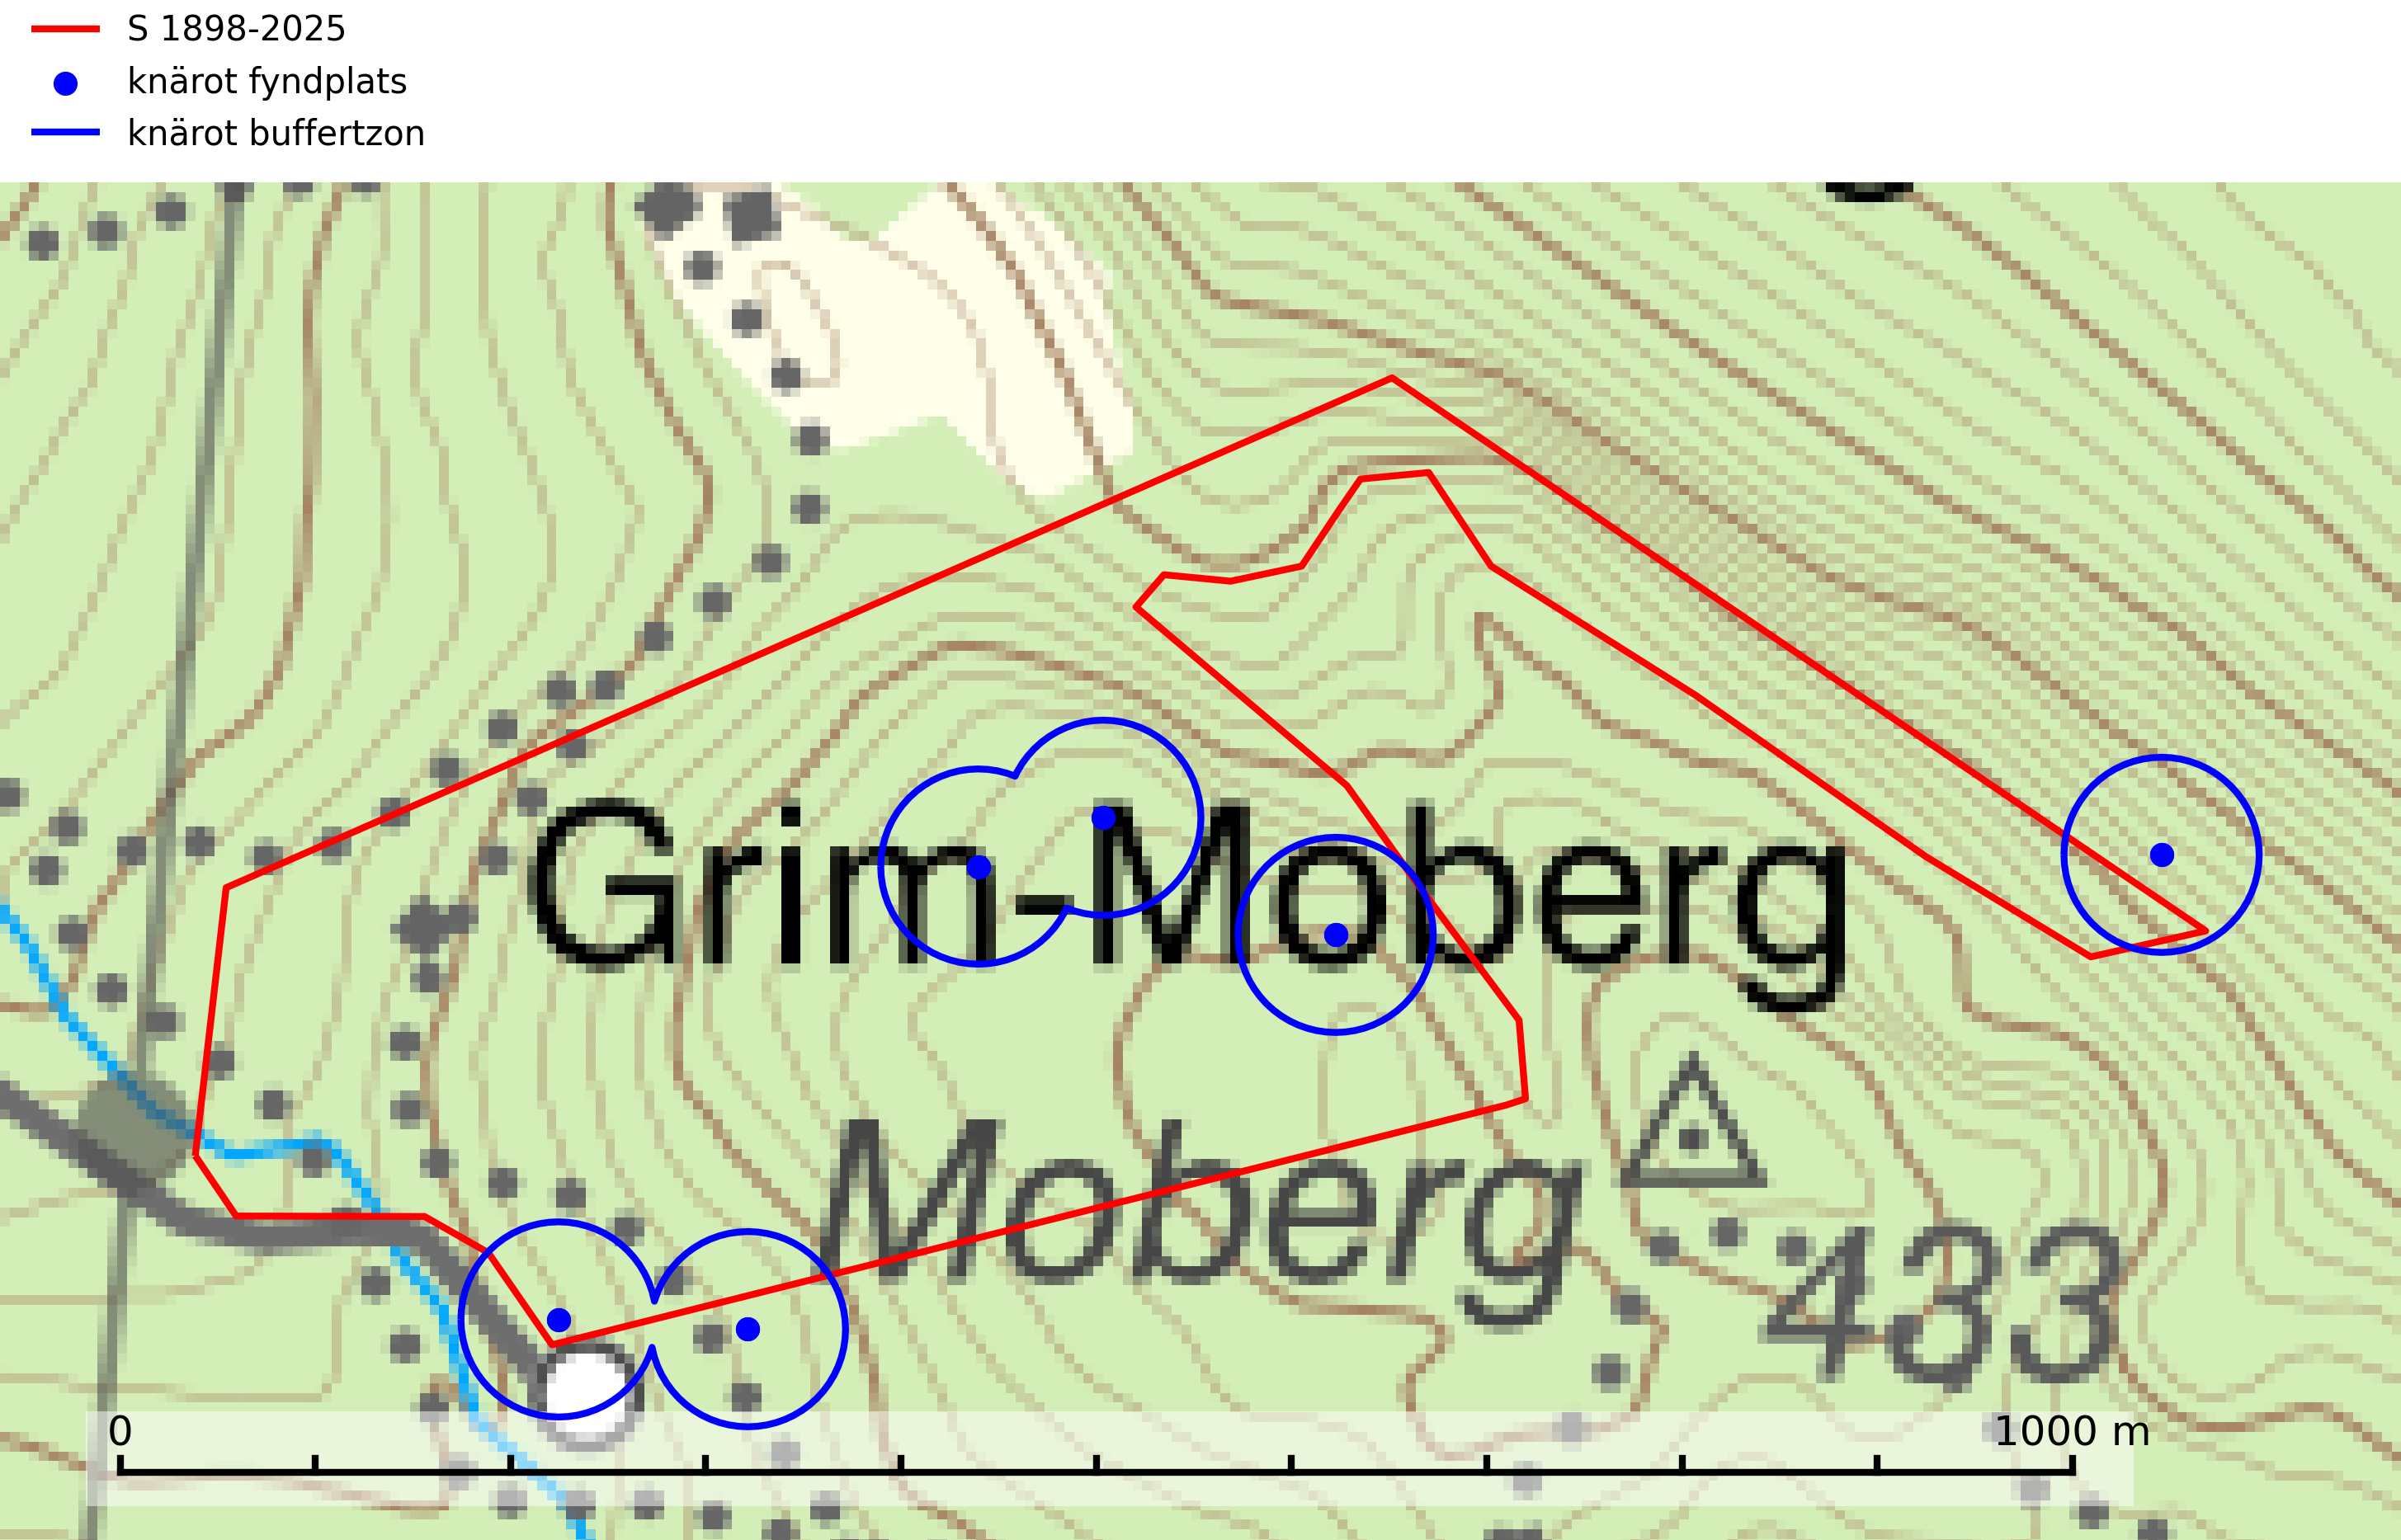 S 1898-2025
knärot fyndplats
knärot buffertzon
Grim-Moberg
Moberg
433
0
1000 m